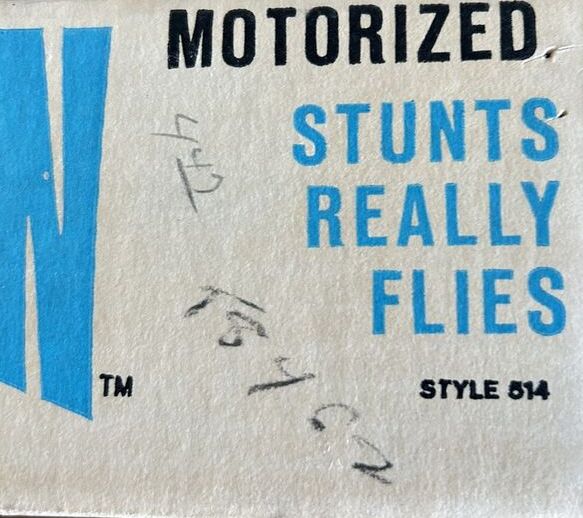 MOTORIZED
STUNTS
REALLY
FLIES
N
TM
STYLE 514